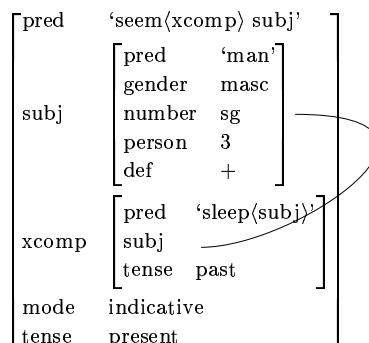 pred ‘seem⟨xcomp⟩ subj’
pred ‘man’
gender masc
subj number sg
person 3
def +
pred ‘sleep⟨subj⟩’
xcomp subj
tense past
mode indicative
tense present